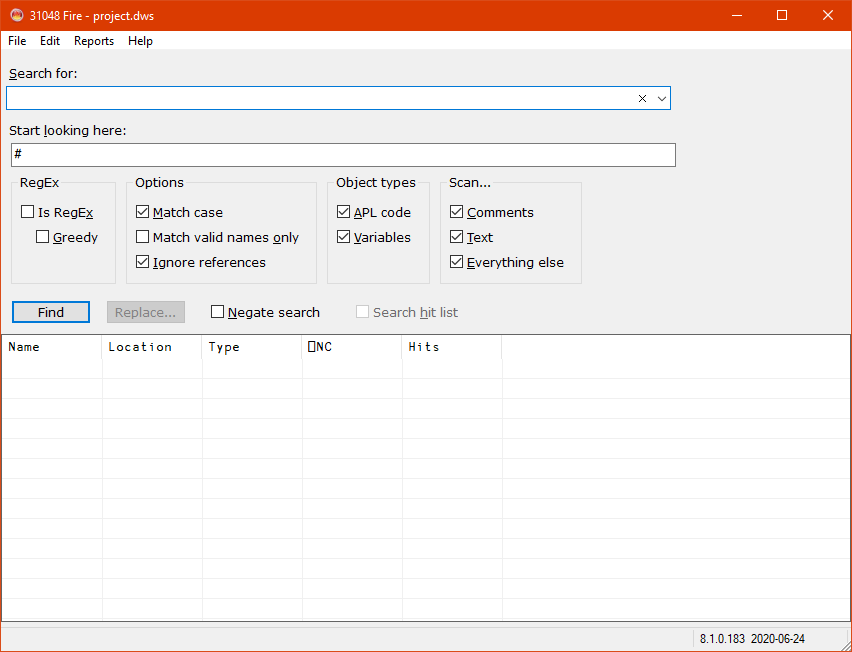 31048 Fire - project.dws
File Edit Reports Help
Search for:
Start looking here:
#
RegEx Options Object types Scan...
Is RegEx Match case APL code Comments
Greedy Match valid names only Variables Text
Ignore references Everything else
Find Replace... Negate search Search hit list
Name Location Type ⎕NC Hits
8.1.0.183 2020-06-24